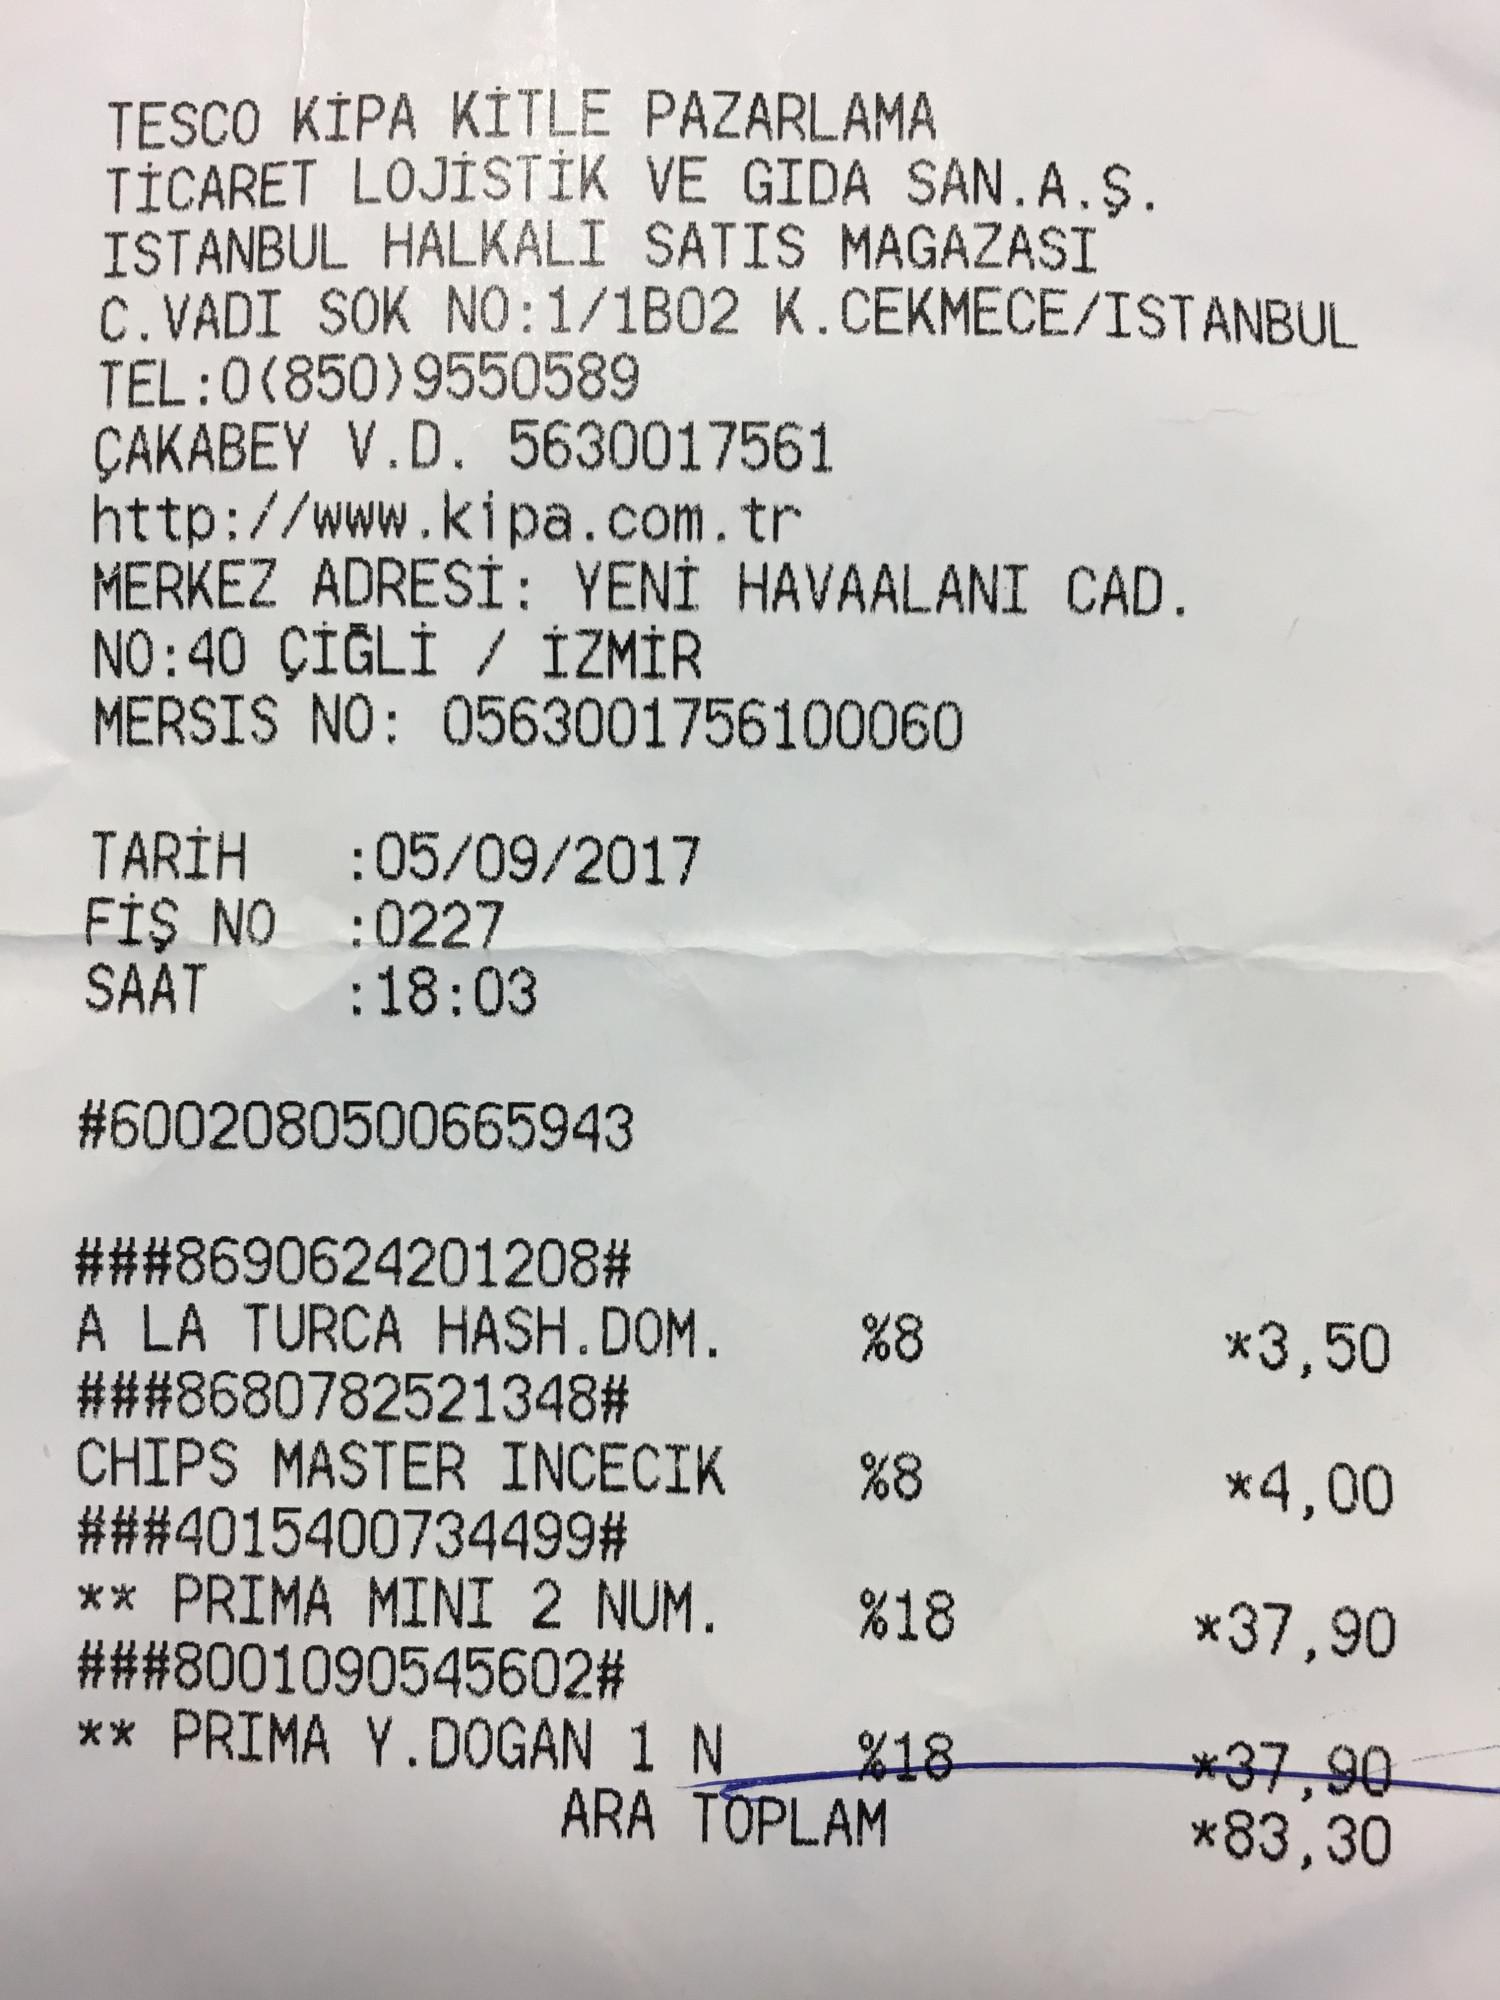 TESCO KİPA KİTLE PAZARLAMA
TİCARET LOJİSTİK VE GIDA SAN.A.Ş.
ISTANBUL HALKALI SATIS MAGAZASI
C.VADI SOK NO:1/1B02 K.CEKMECE/ISTANBUL
TEL:0(850)9550589
ÇAKABEY V.D. 5630017561
http://www.kipa.com.tr
MERKEZ ADRESİ: YENİ HAVAALANI CAD.
NO:40 ÇİĞLİ / İZMİR
MERSIS NO: 0563001756100060
TARİH :05/09/2017
FİŞ NO :0227
SAAT :18:03
#6002080500665943
###8690624201208#
A LA TURCA HASH.DOM. %8 *3,50
###8680782521348#
CHIPS MASTER INCECIK %8 *4,00
###4015400734499#
** PRIMA MINI 2 NUM. %18 *37,90
###8001090545602#
** PRIMA Y.DOGAN 1 N %18 *37,90
ARA TOPLAM *83,30